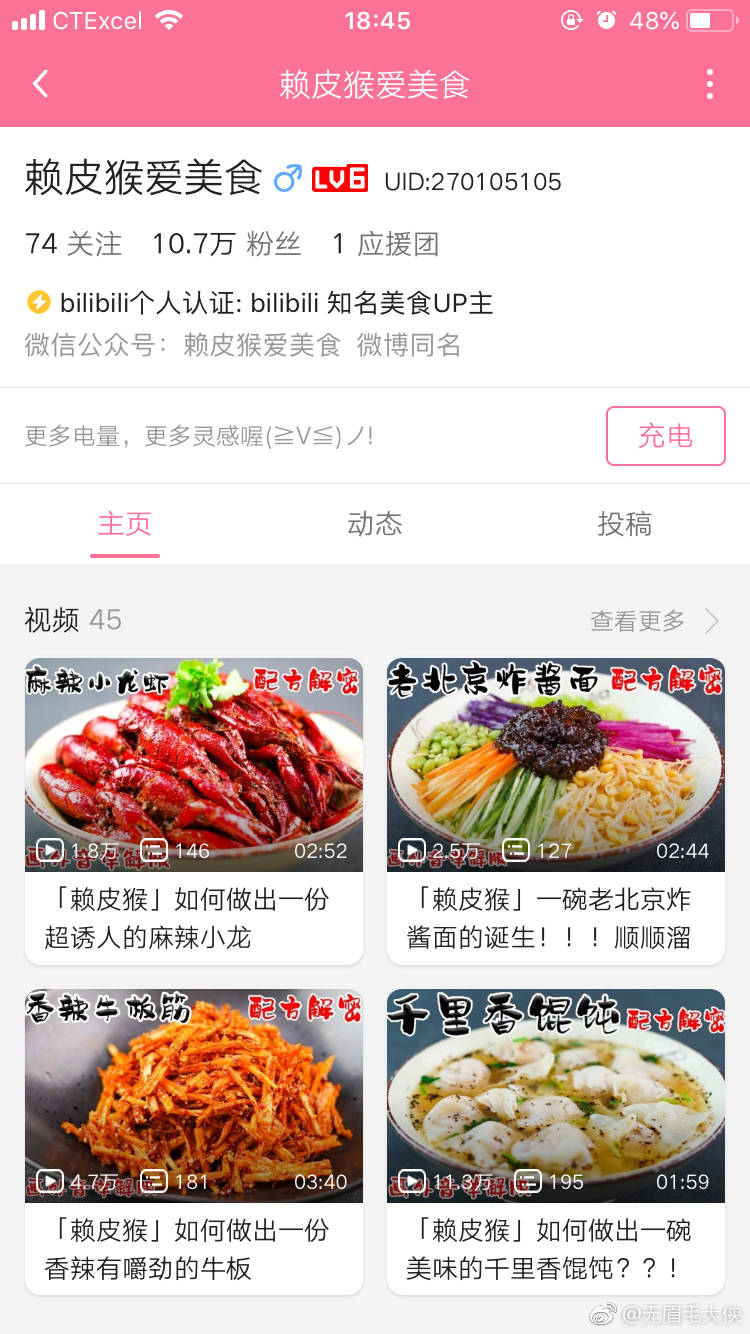 CTExcel 18:45 48%
赖皮猴爱美食
赖皮猴爱美食 LV6 UID:270105105
74 关注 10.7万 粉丝 1 应援团
bilibili个人认证: bilibili 知名美食UP主
微信公众号：赖皮猴爱美食 微博同名
更多电量，更多灵感喔(≧V≦)ノ!
充电
主页 动态 投稿
视频 45
查看更多
麻辣小龙虾 配方解密
1.8万 146 02:52
「赖皮猴」如何做出一份
超诱人的麻辣小龙
老北京炸酱面 配方解密
2.5万 127 02:44
「赖皮猴」一碗老北京炸
酱面的诞生！！！顺顺溜
香辣牛板筋 配方解密
4.7万 181 03:40
「赖皮猴」如何做出一份
香辣有嚼劲的牛板
千里香馄饨 配方解密
11.3万 195 01:59
「赖皮猴」如何做出一碗
美味的千里香馄饨？？！
@无眉毛大侠